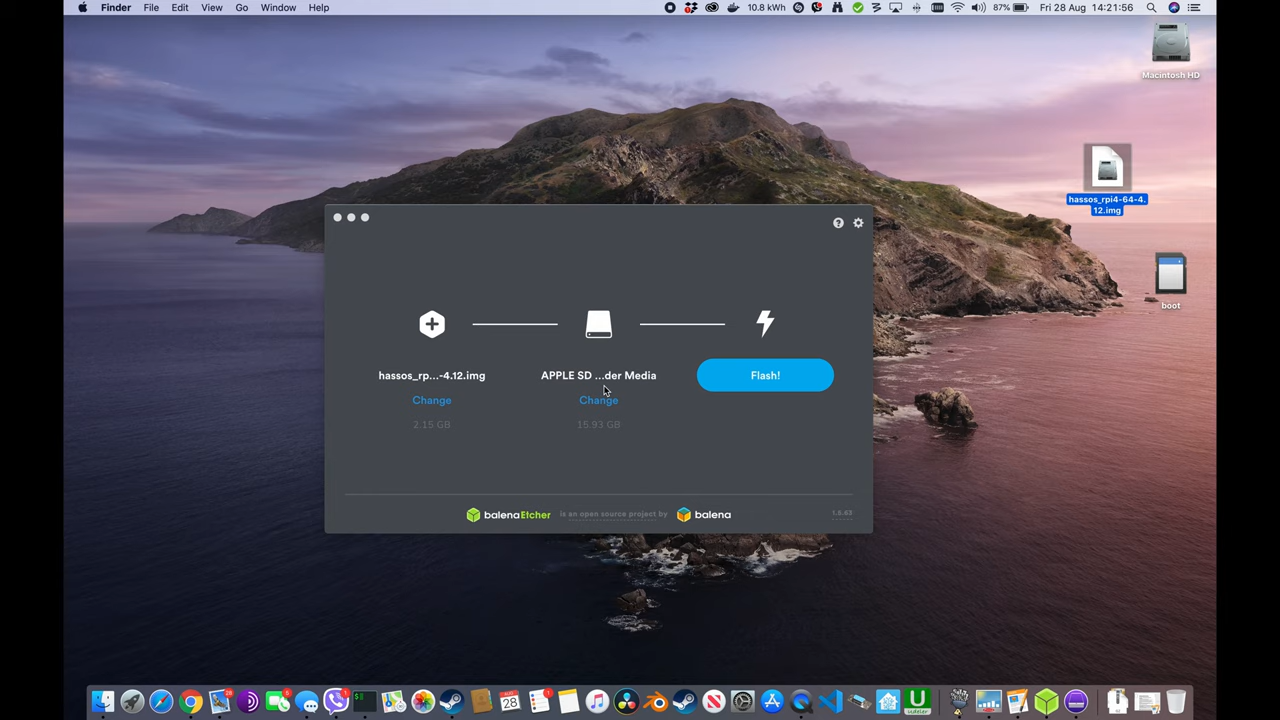 Finder File Edit View Go Window Help 10.8 kWh 87% Fri 28 Aug 14:21:56
Macintosh HD
hassos_rpi4-64-4.
12.img
boot
hassos_rp...-4.12.img APPLE SD ...der Media Flash!
Change Change
2.15 GB 15.93 GB
balenaEtcher is an open source project by balena